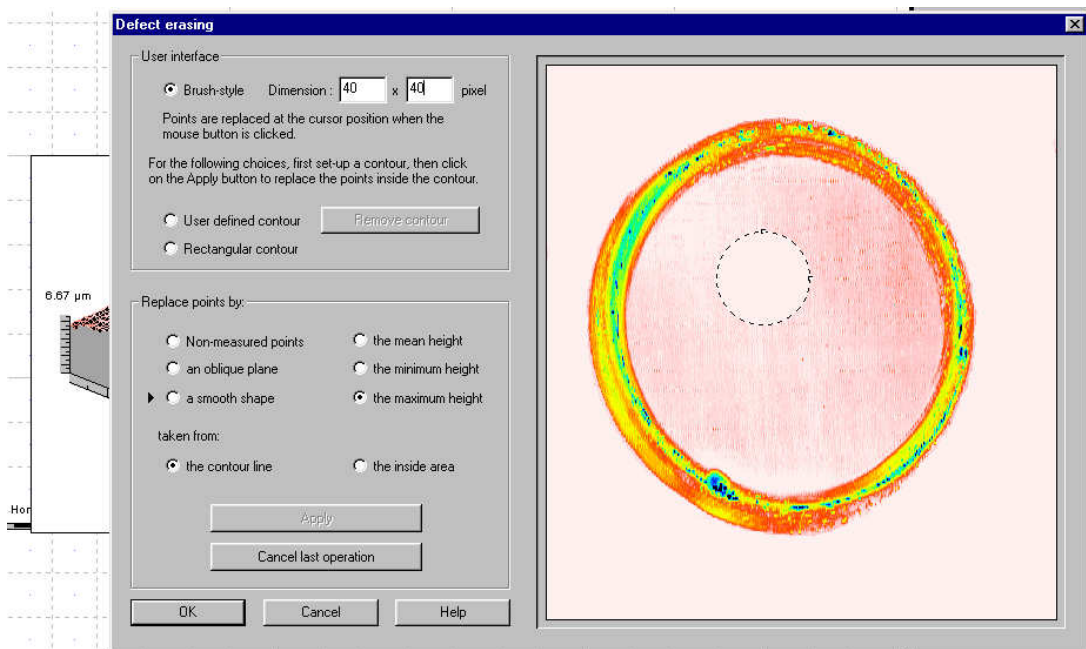 Defect erasing
User interface
Brush-style Dimension : 40 x 40 pixel
Points are replaced at the cursor position when the
mouse button is clicked.
For the following choices, first set-up a contour, then click
on the Apply button to replace the points inside the contour.
User defined contour Remove contour
Rectangular contour
6.67 µm
Replace points by:
Non-measured points the mean height
an oblique plane the minimum height
a smooth shape the maximum height
taken from:
the contour line the inside area
Hor
Apply
Cancel last operation
OK Cancel Help